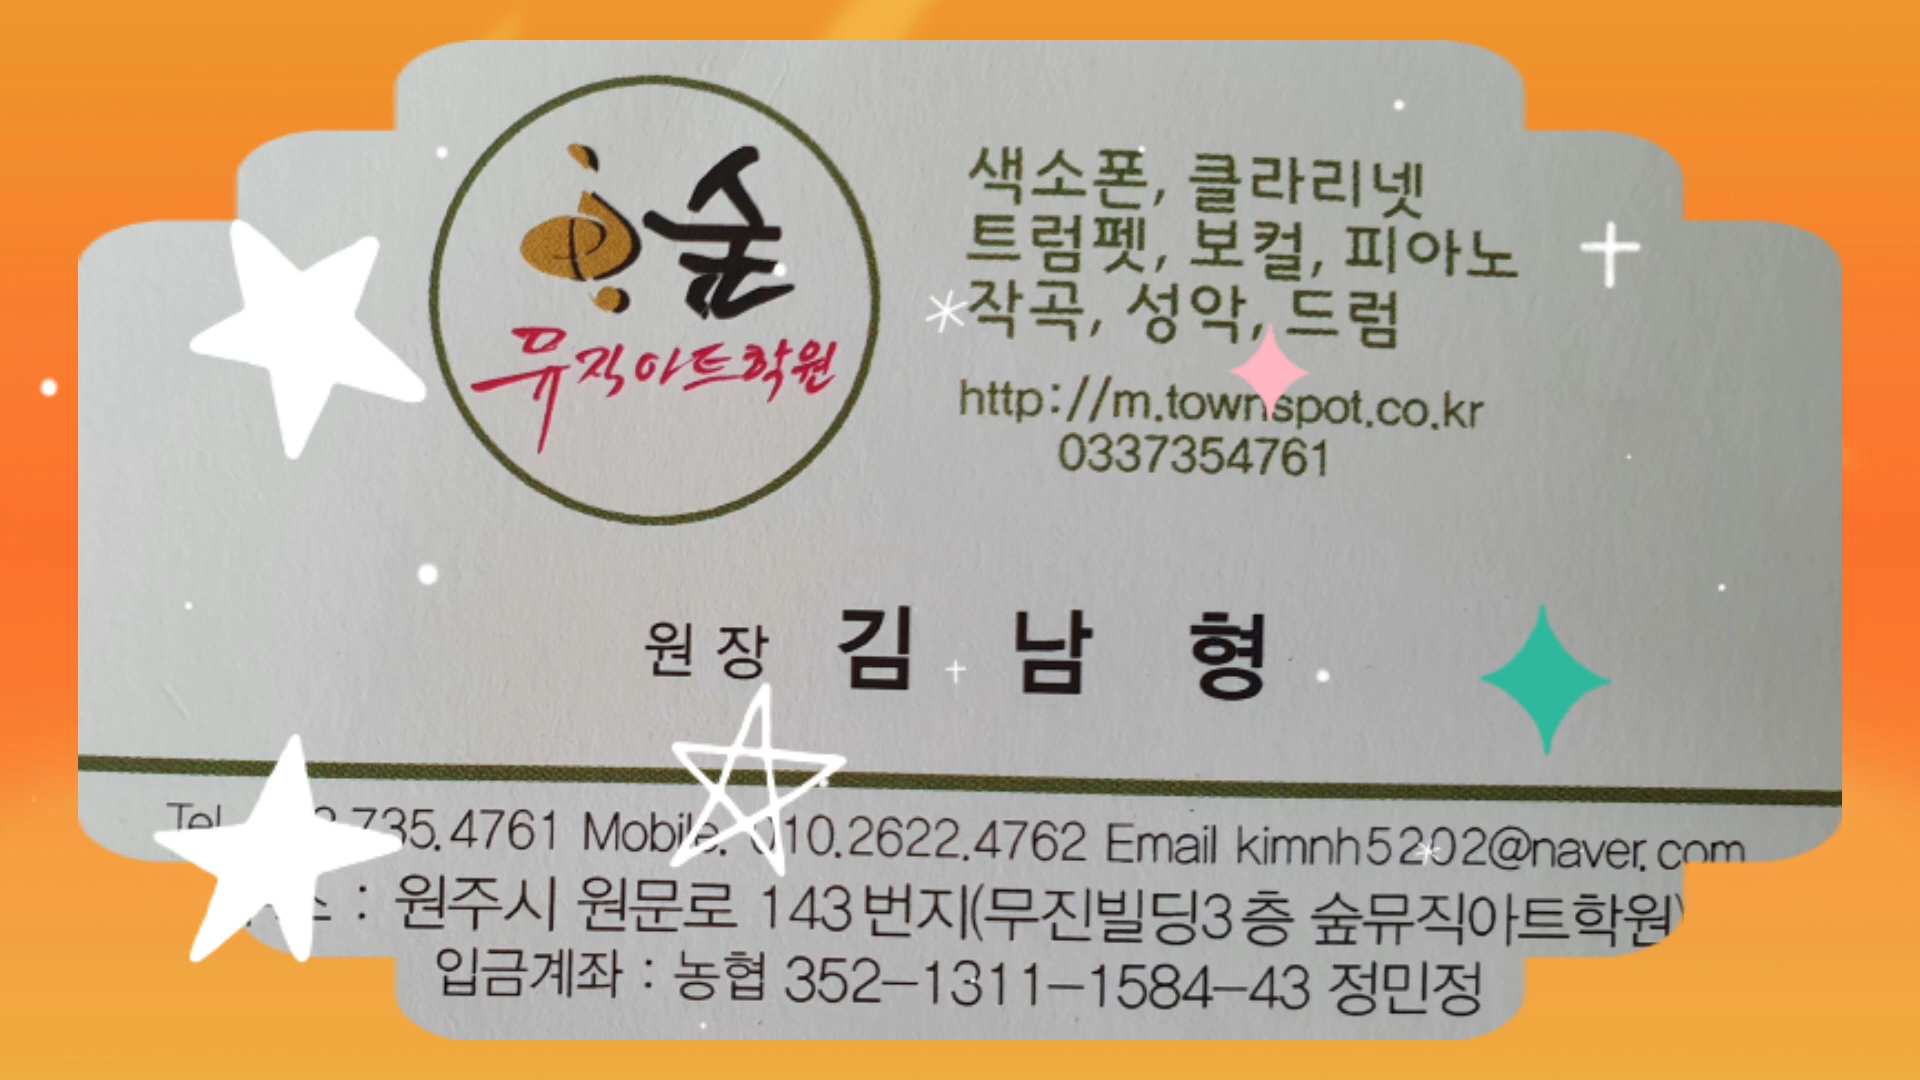 숲
뮤직아트학원
색소폰, 클라리넷
트럼펫, 보컬, 피아노
작곡, 성악, 드럼
http://m.townspot.co.kr
0337354761
원장 김 남 형
Tel 735.4761 Mobile. 010.2622.4762 Email kimnh5202@naver.com
: 원주시 원문로 143번지(무진빌딩3층 숲뮤직아트학원)
입금계좌 : 농협 352-1311-1584-43 정민정